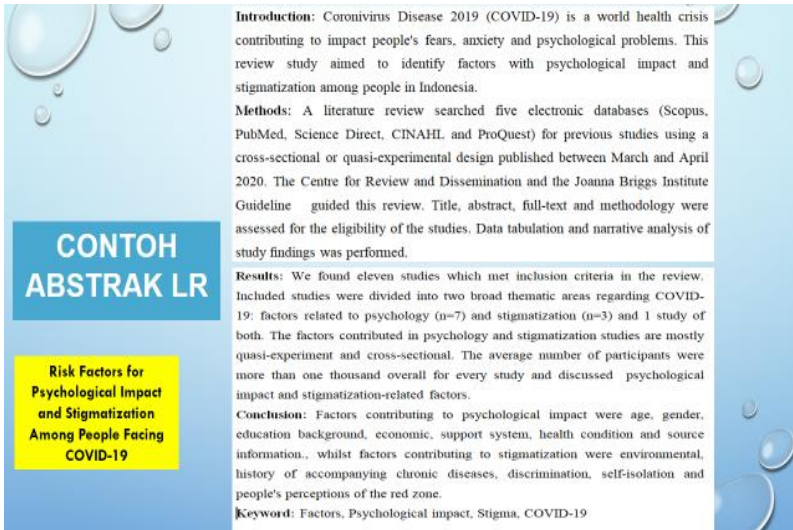 CONTOH
ABSTRAK LR
Risk Factors for
Psychological Impact
and Stigmatization
Among People Facing
COVID-19
Introduction: Coronivirus Disease 2019 (COVID-19) is a world health crisis
contributing to impact people's fears, anxiety and psychological problems. This
review study aimed to identify factors with psychological impact and
stigmatization among people in Indonesia.
Methods: A literature review searched five electronic databases (Scopus,
PubMed, Science Direct, CINAHL and ProQuest) for previous studies using a
cross-sectional or quasi-experimental design published between March and April
2020. The Centre for Review and Dissemination and the Joanna Briggs Institute
Guideline guided this review. Title, abstract, full-text and methodology were
assessed for the eligibility of the studies. Data tabulation and narrative analysis of
study findings was performed.
Results: We found eleven studies which met inclusion criteria in the review.
Included studies were divided into two broad thematic areas regarding COVID-
19: factors related to psychology (n=7) and stigmatization (n=3) and 1 study of
both. The factors contributed in psychology and stigmatization studies are mostly
quasi-experiment and cross-sectional. The average number of participants were
more than one thousand overall for every study and discussed psychological
impact and stigmatization-related factors.
Conclusion: Factors contributing to psychological impact were age, gender,
education background, economic, support system, health condition and source
information., whilst factors contributing to stigmatization were environmental,
history of accompanying chronic diseases, discrimination, self-isolation and
people's perceptions of the red zone.
Keyword: Factors, Psychological impact, Stigma, COVID-19